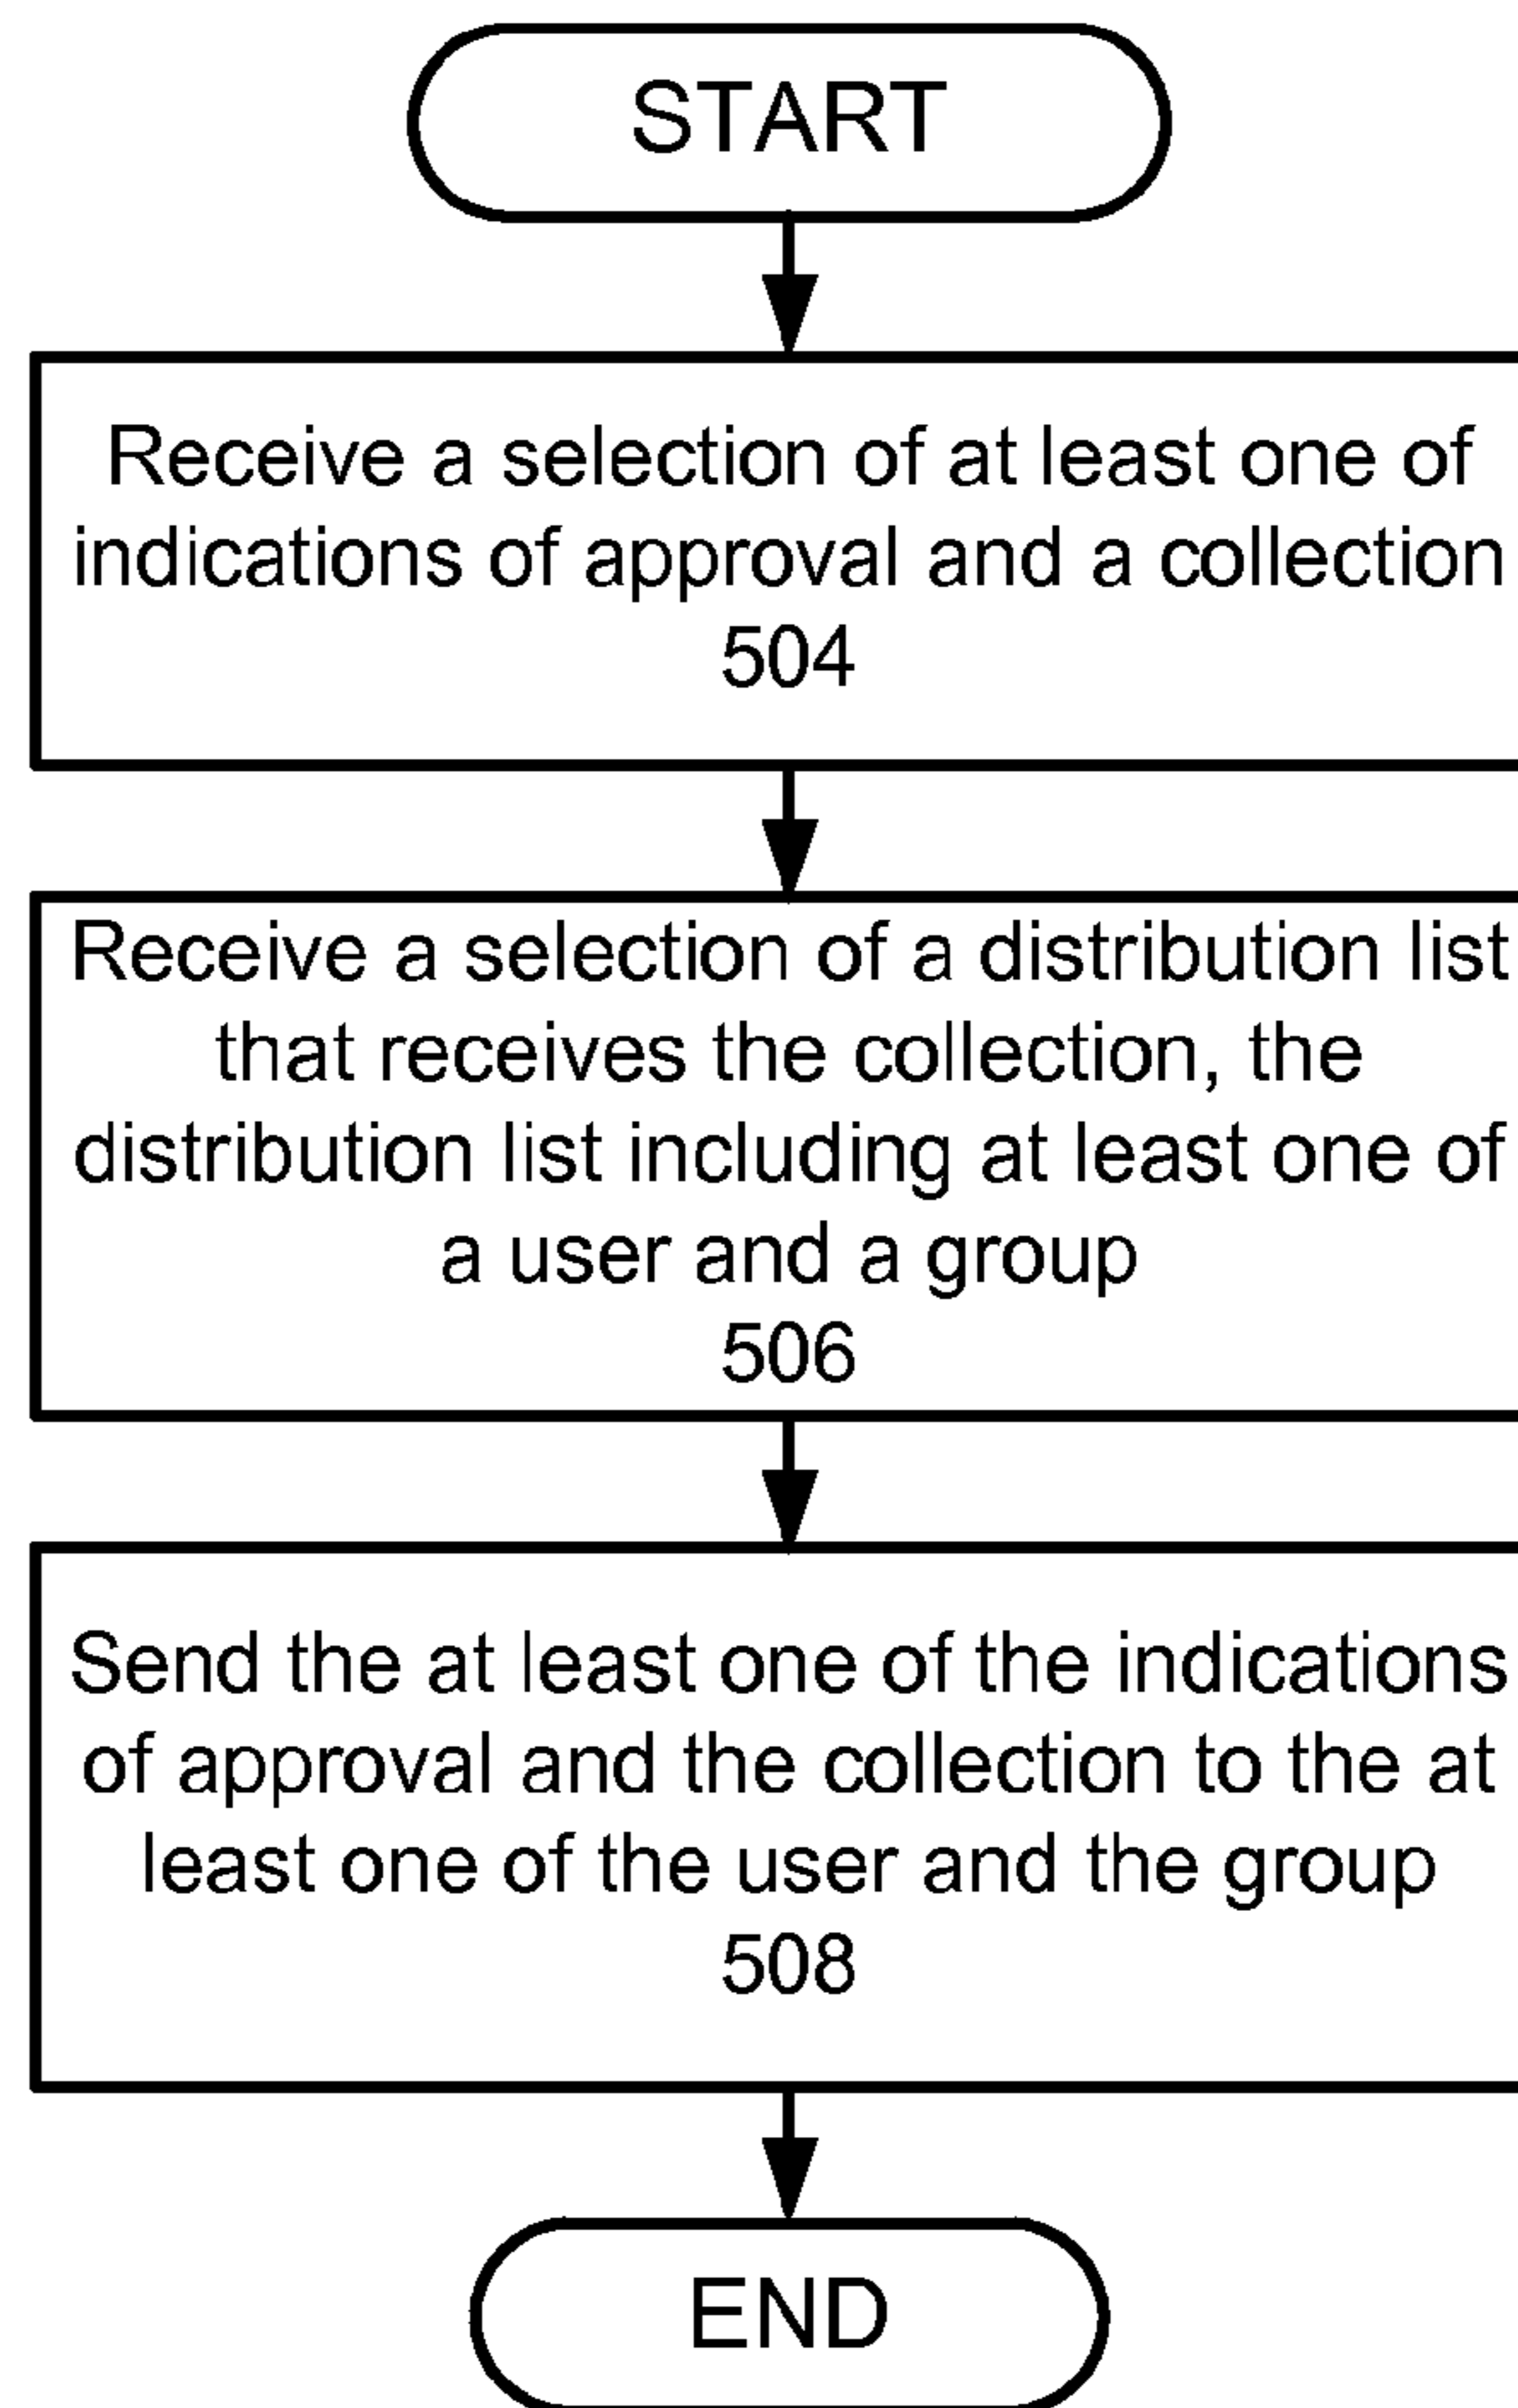 START
Receive a selection of at least one of
indications of approval and a collection
504
Receive a selection of a distribution list
that receives the collection, the
distribution list including at least one of
a user and a group
506
Send the at least one of the indications
of approval and the collection to the at
least one of the user and the group
508
END